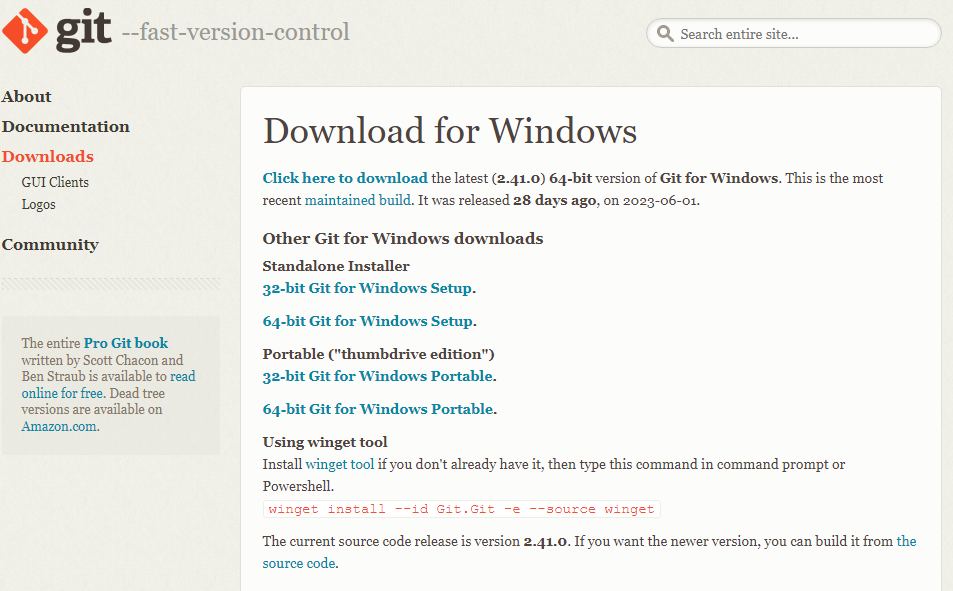 git --fast-version-control
Search entire site...
About
Documentation
Downloads
GUI Clients
Logos
Community
The entire Pro Git book
written by Scott Chacon and
Ben Straub is available to read
online for free. Dead tree
versions are available on
Amazon.com.
Download for Windows
Click here to download the latest (2.41.0) 64-bit version of Git for Windows. This is the most
recent maintained build. It was released 28 days ago, on 2023-06-01.
Other Git for Windows downloads
Standalone Installer
32-bit Git for Windows Setup.
64-bit Git for Windows Setup.
Portable ("thumbdrive edition")
32-bit Git for Windows Portable.
64-bit Git for Windows Portable.
Using winget tool
Install winget tool if you don't already have it, then type this command in command prompt or
Powershell.
winget install --id Git.Git -e --source winget
The current source code release is version 2.41.0. If you want the newer version, you can build it from the
source code.